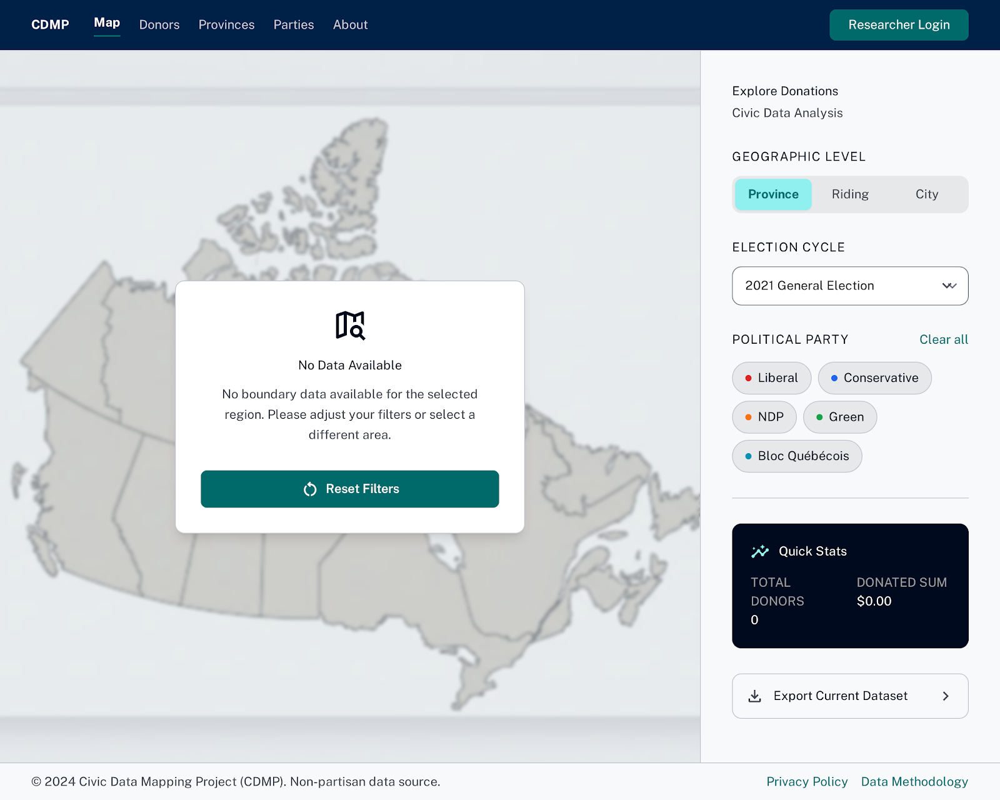 CDMP
Map
Donors
Provinces
Parties
About
Researcher Login
Explore Donations
Civic Data Analysis
GEOGRAPHIC LEVEL
Province
Riding
City
ELECTION CYCLE
2021 General Election
POLITICAL PARTY
Clear all
Liberal
Conservative
NDP
Green
Bloc Québécois
No Data Available
No boundary data available for the selected
region. Please adjust your filters or select a
different area.
Reset Filters
Quick Stats
TOTAL
DONORS
0
DONATED SUM
$0.00
Export Current Dataset
© 2024 Civic Data Mapping Project (CDMP). Non-partisan data source.
Privacy Policy
Data Methodology